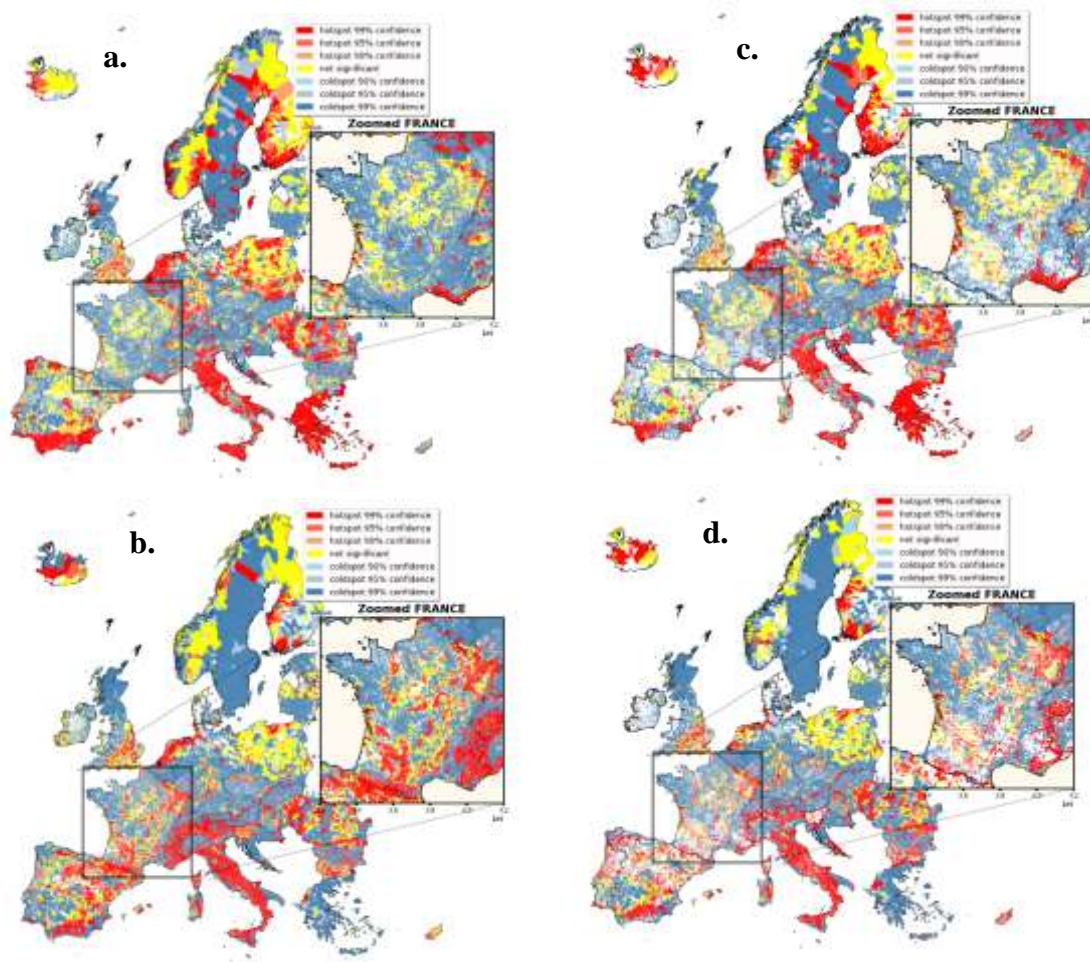 a.
hotspot 99% confidence
hotspot 95% confidence
hotspot 90% confidence
not significant
coldspot 90% confidence
coldspot 95% confidence
coldspot 99% confidence
Zoomed FRANCE
c.
hotspot 99% confidence
hotspot 95% confidence
hotspot 90% confidence
not significant
coldspot 90% confidence
coldspot 95% confidence
coldspot 99% confidence
Zoomed FRANCE
b.
hotspot 99% confidence
hotspot 95% confidence
hotspot 90% confidence
not significant
coldspot 90% confidence
coldspot 95% confidence
coldspot 99% confidence
Zoomed FRANCE
d.
hotspot 99% confidence
hotspot 95% confidence
hotspot 90% confidence
not significant
coldspot 90% confidence
coldspot 95% confidence
coldspot 99% confidence
Zoomed FRANCE